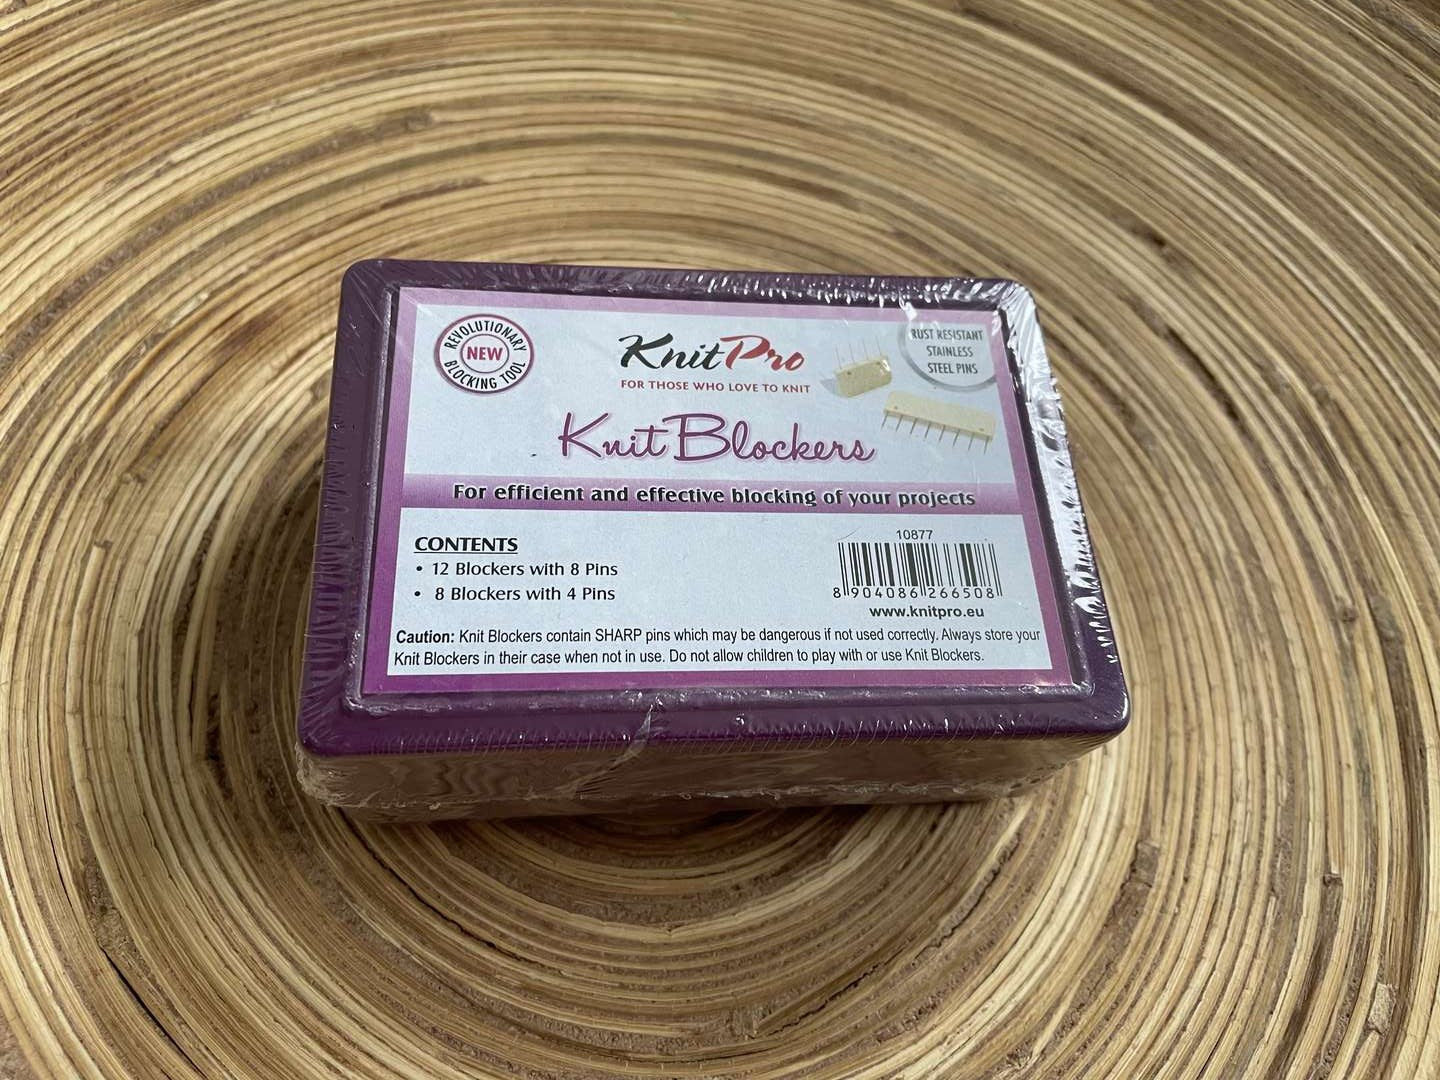 REVOLUTIONARY
NEW
BLOCKING TOOL
KnitPro
FOR THOSE WHO LOVE TO KNIT
RUST RESISTANT
STAINLESS
STEEL PINS
Knit Blockers
For efficient and effective blocking of your projects
CONTENTS
• 12 Blockers with 8 Pins
• 8 Blockers with 4 Pins
10877
8 904086 266508
www.knitpro.eu
Caution: Knit Blockers contain SHARP pins which may be dangerous if not used correctly. Always store your
Knit Blockers in their case when not in use. Do not allow children to play with or use Knit Blockers.